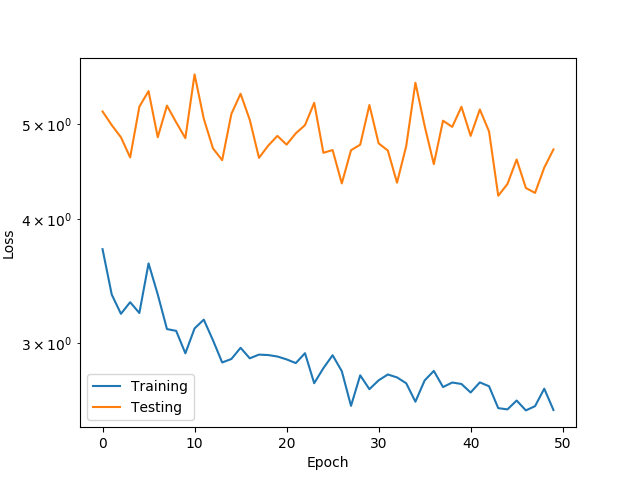 5 × 10⁰
4 × 10⁰
3 × 10⁰
Loss
Training
Testing
0 10 20 30 40 50
Epoch